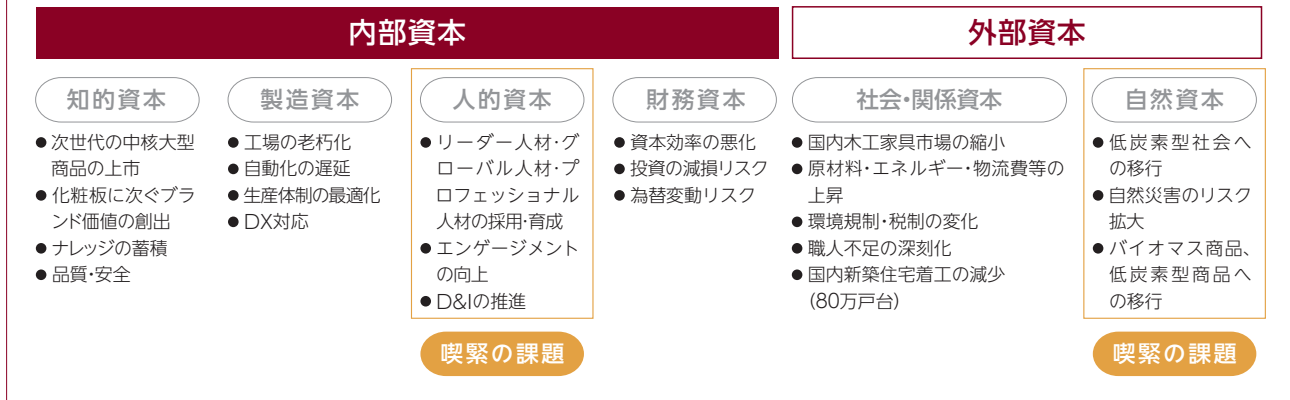 内部資本
外部資本
知的資本
● 次世代の中核大型
商品の上市
● 化粧板に次ぐブラ
ンド価値の創出
● ナレッジの蓄積
● 品質・安全
製造資本
● 工場の老朽化
● 自動化の遅延
● 生産体制の最適化
● DX対応
人的資本
● リーダー人材・グ
ローバル人材・プ
ロフェッショナル
人材の採用・育成
● エンゲージメント
の向上
● D&Iの推進
喫緊の課題
財務資本
● 資本効率の悪化
● 投資の減損リスク
● 為替変動リスク
社会・関係資本
● 国内木工家具市場の縮小
● 原材料・エネルギー・物流費等の
上昇
● 環境規制・税制の変化
● 職人不足の深刻化
● 国内新築住宅着工の減少
(80万戸台)
自然資本
● 低炭素型社会へ
の移行
● 自然災害のリスク
拡大
● バイオマス商品、
低炭素型商品へ
の移行
喫緊の課題